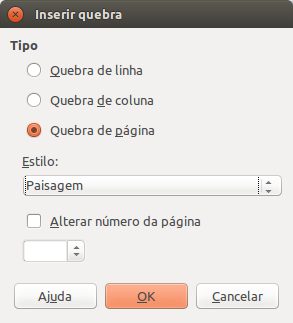 Inserir quebra
Tipo
Quebra de linha
Quebra de coluna
Quebra de página
Estilo:
Paisagem
Alterar número da página
Ajuda OK Cancelar